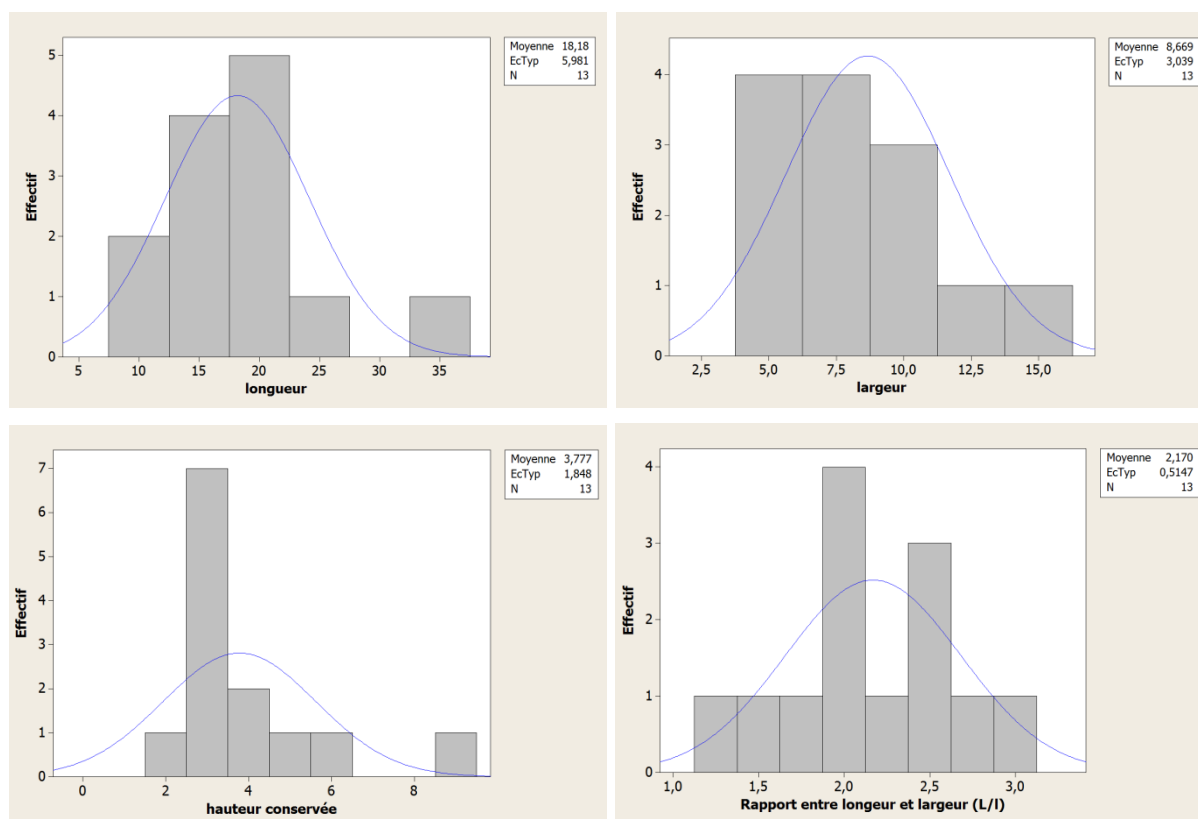 Moyenne 18,18
EcTyp 5,981
N 13
5
4
3
2
1
0
Effectif
5 10 15 20 25 30 35
longueur
Moyenne 8,669
EcTyp 3,039
N 13
4
3
2
1
0
Effectif
2,5 5,0 7,5 10,0 12,5 15,0
largeur
Moyenne 3,777
EcTyp 1,848
N 13
7
6
5
4
3
2
1
0
Effectif
0 2 4 6 8
hauteur conservée
Moyenne 2,170
EcTyp 0,5147
N 13
4
3
2
1
0
Effectif
1,0 1,5 2,0 2,5 3,0
Rapport entre longeur et largeur (L/l)